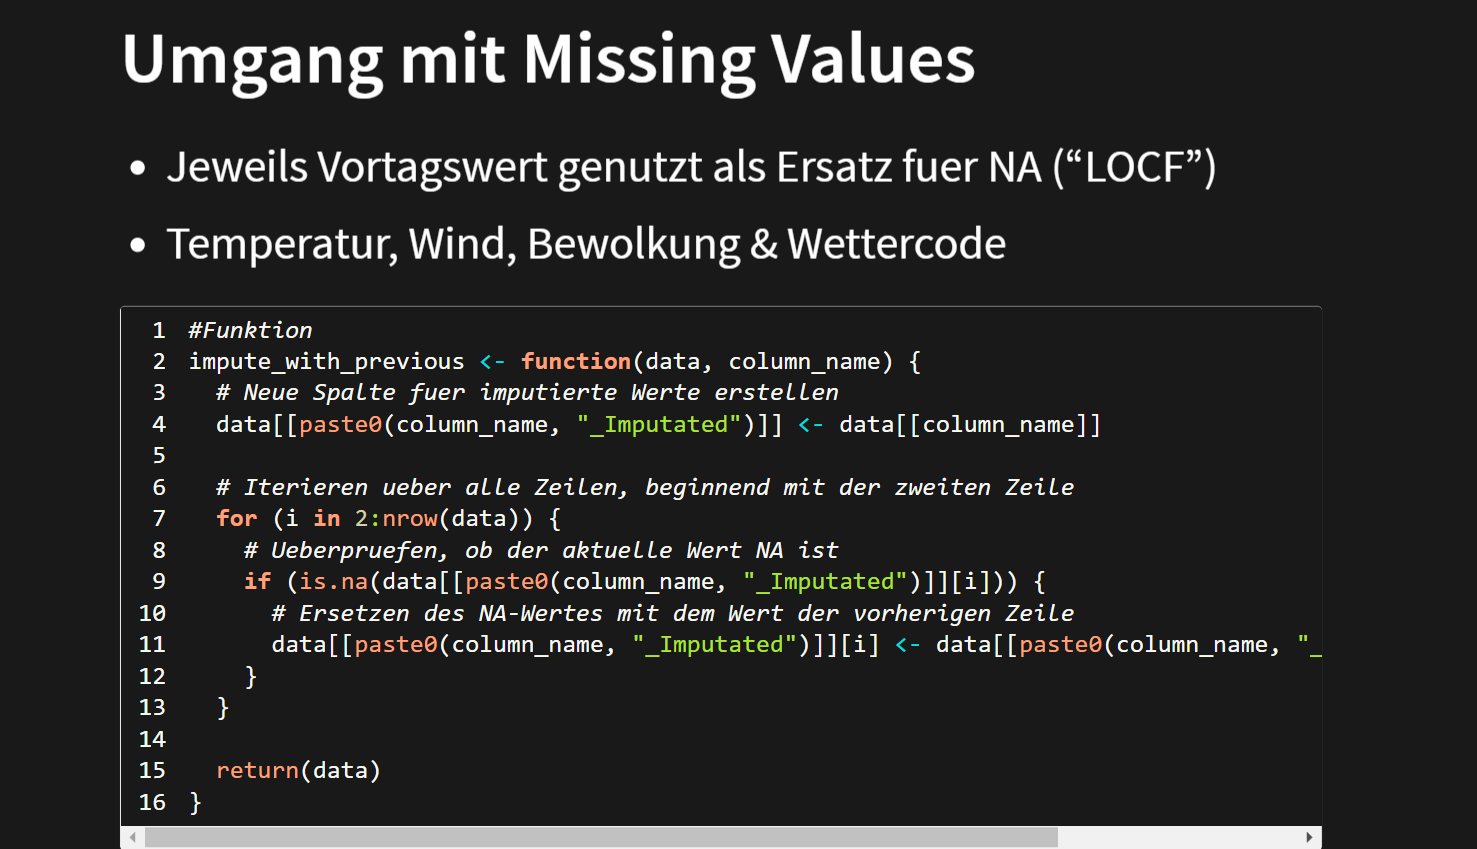 Umgang mit Missing Values
• Jeweils Vortagswert genutzt als Ersatz fuer NA (“LOCF”)
• Temperatur, Wind, Bewolkung & Wettercode
1 #Funktion
2 impute_with_previous <- function(data, column_name) {
3   # Neue Spalte fuer imputierte Werte erstellen
4   data[[paste0(column_name, "_Imputated")]] <- data[[column_name]]
5
6   # Iterieren ueber alle Zeilen, beginnend mit der zweiten Zeile
7   for (i in 2:nrow(data)) {
8     # Ueberpruefen, ob der aktuelle Wert NA ist
9     if (is.na(data[[paste0(column_name, "_Imputated")]][i])) {
10       # Ersetzen des NA-Wertes mit dem Wert der vorherigen Zeile
11       data[[paste0(column_name, "_Imputated")]][i] <- data[[paste0(column_name, "_
12     }
13   }
14
15   return(data)
16 }